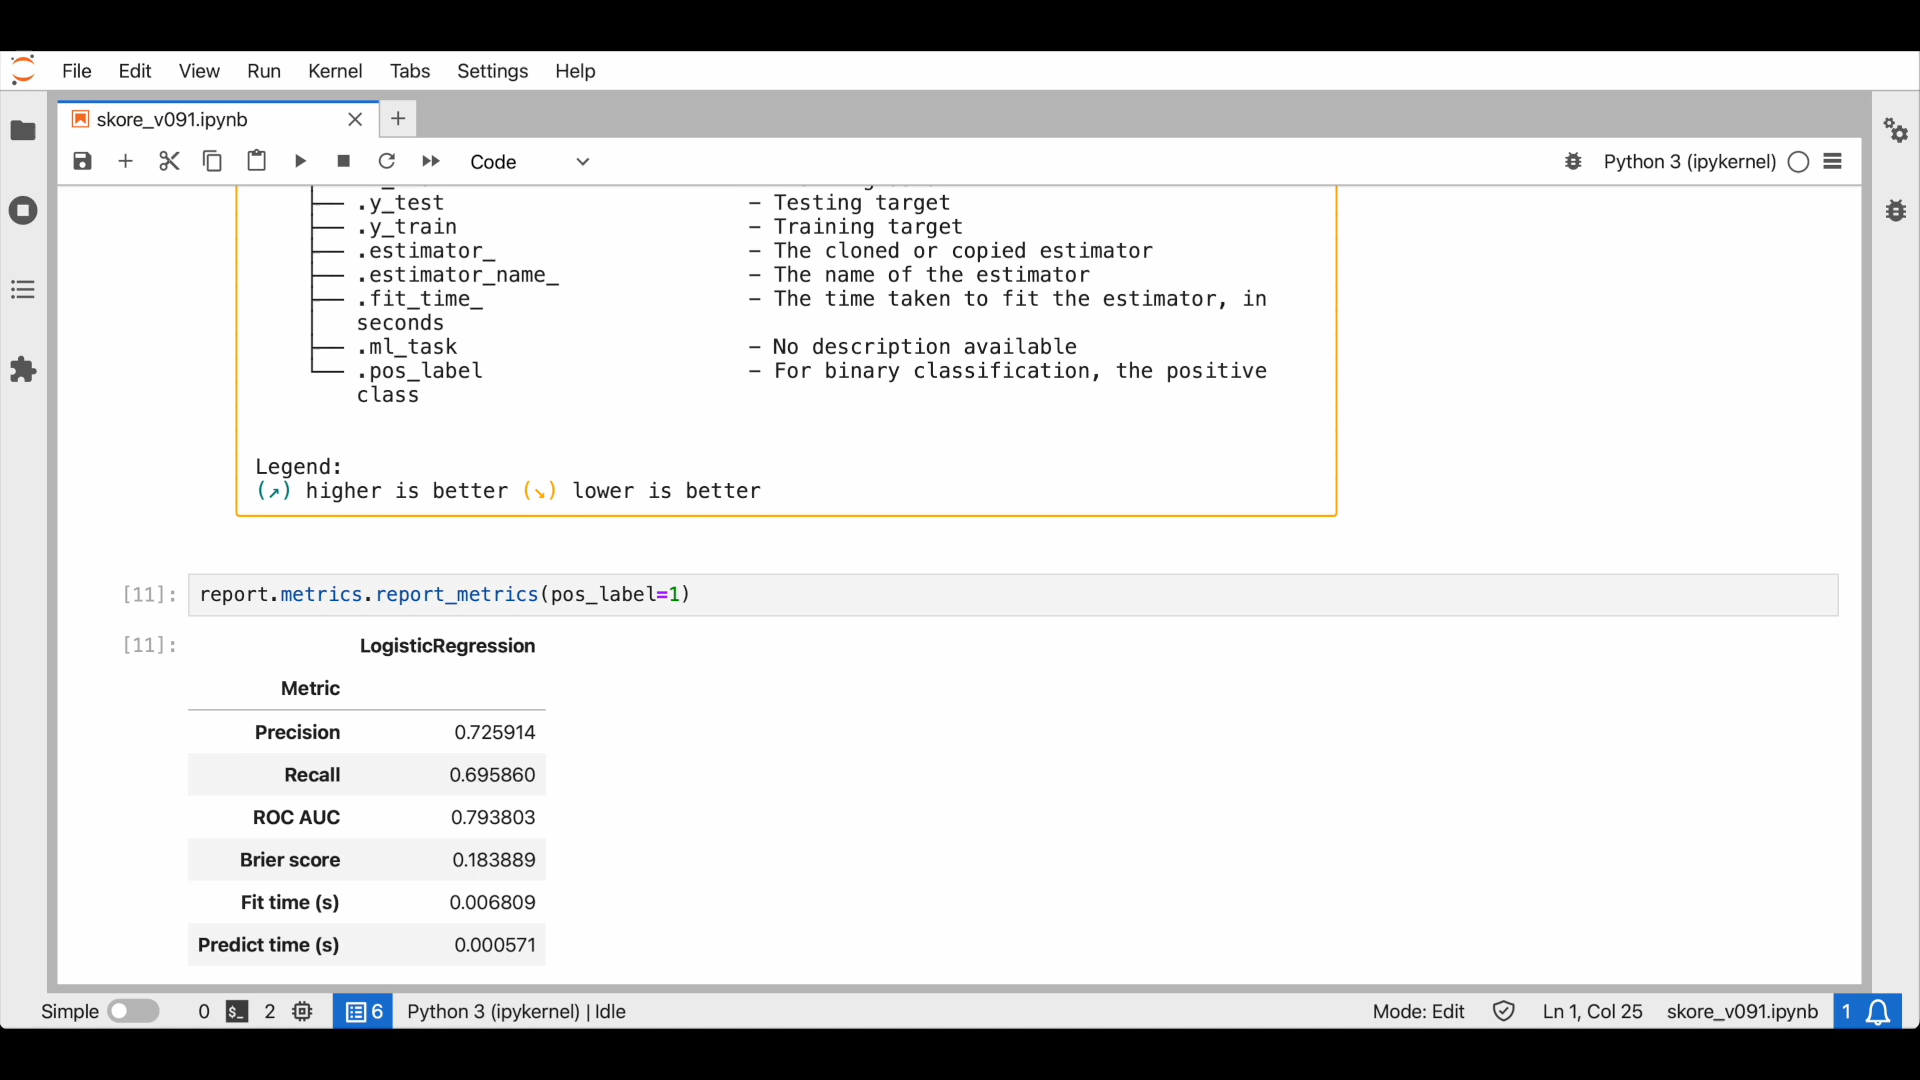 File Edit View Run Kernel Tabs Settings Help
skore_v091.ipynb
Code
Python 3 (ipykernel)
.y_test – Testing target
.y_train – Training target
.estimator_ – The cloned or copied estimator
.estimator_name_ – The name of the estimator
.fit_time_ – The time taken to fit the estimator, in
seconds
.ml_task – No description available
.pos_label – For binary classification, the positive
class
Legend:
(↗) higher is better (↘) lower is better
[11]: report.metrics.report_metrics(pos_label=1)
[11]: LogisticRegression
Metric
Precision 0.725914
Recall 0.695860
ROC AUC 0.793803
Brier score 0.183889
Fit time (s) 0.006809
Predict time (s) 0.000571
Simple 0 $_ 2 6 Python 3 (ipykernel) | Idle Mode: Edit Ln 1, Col 25 skore_v091.ipynb 1